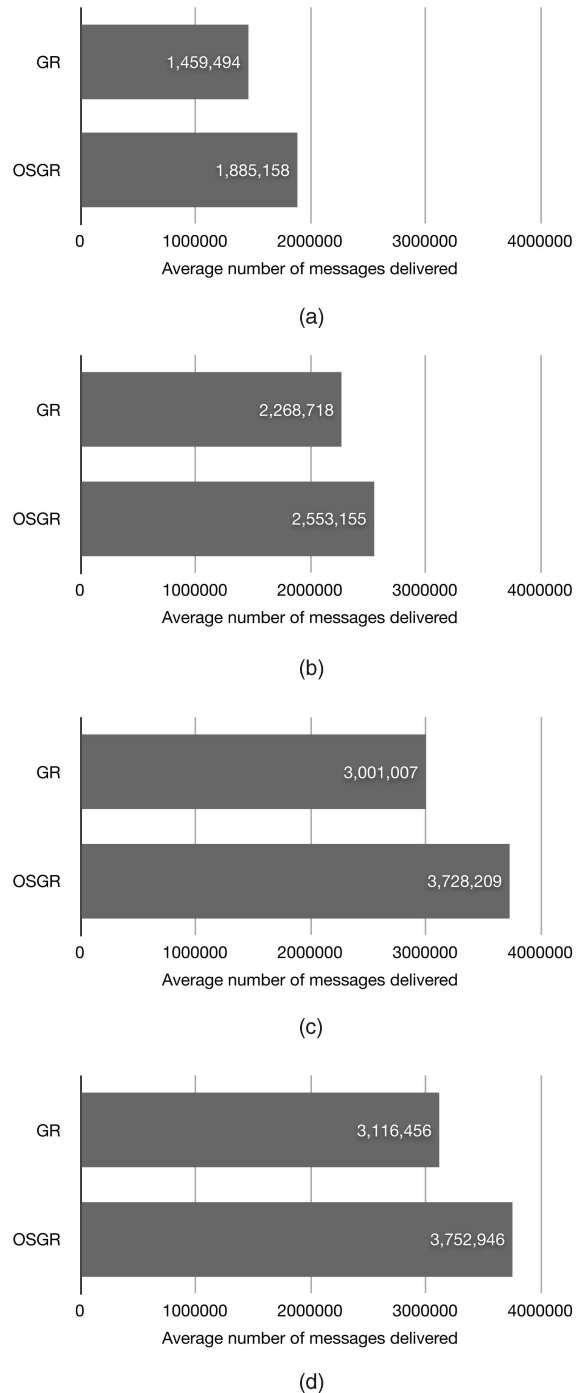 GR
1,459,494
OSGR
1,885,158
0 1000000 2000000 3000000 4000000
Average number of messages delivered
(a)
GR
2,268,718
OSGR
2,553,155
0 1000000 2000000 3000000 4000000
Average number of messages delivered
(b)
GR
3,001,007
OSGR
3,728,209
0 1000000 2000000 3000000 4000000
Average number of messages delivered
(c)
GR
3,116,456
OSGR
3,752,946
0 1000000 2000000 3000000 4000000
Average number of messages delivered
(d)